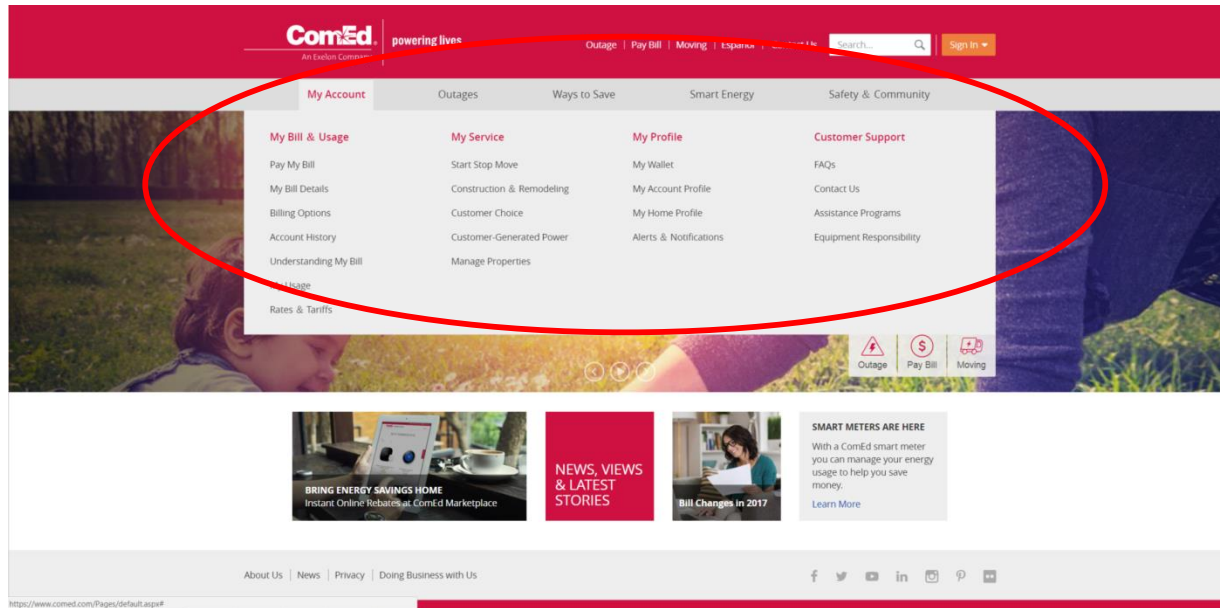 ComEd.
An Exelon Company
powering lives
Outage | Pay Bill | Moving | Español | Contact Us
Search...
Sign In
My Account
Outages
Ways to Save
Smart Energy
Safety & Community
My Bill & Usage
Pay My Bill
My Bill Details
Billing Options
Account History
Understanding My Bill
My Usage
Rates & Tariffs
My Service
Start Stop Move
Construction & Remodeling
Customer Choice
Customer-Generated Power
Manage Properties
My Profile
My Wallet
My Account Profile
My Home Profile
Alerts & Notifications
Customer Support
FAQs
Contact Us
Assistance Programs
Equipment Responsibility
Outage
Pay Bill
Moving
BRING ENERGY SAVINGS HOME
Instant Online Rebates at ComEd Marketplace
NEWS, VIEWS
& LATEST
STORIES
Bill Changes in 2017
SMART METERS ARE HERE
With a ComEd smart meter
you can manage your energy
usage to help you save
money.
Learn More
About Us | News | Privacy | Doing Business with Us
https://www.comed.com/Pages/default.aspx#